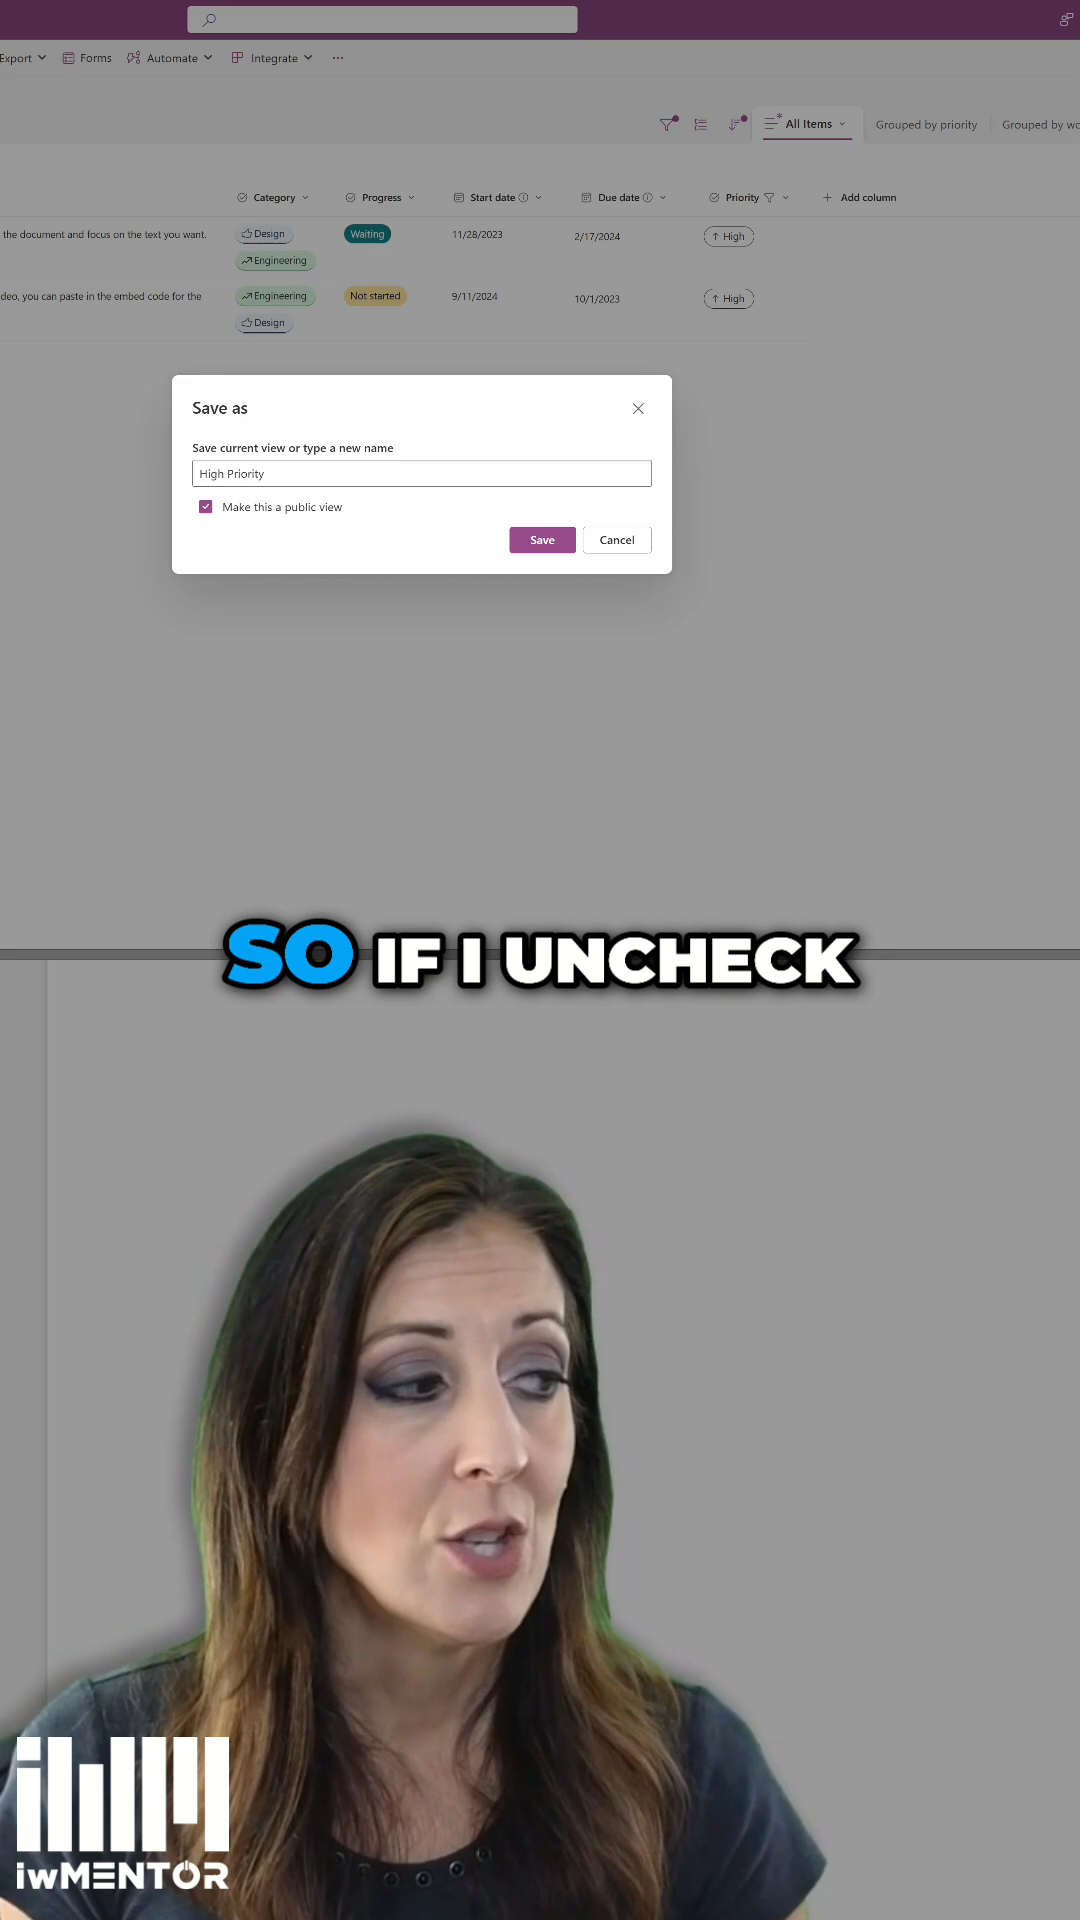 Export
Forms
Automate
Integrate
All Items
Grouped by priority
Grouped by
Category
Progress
Start date
Due date
Priority
Add column
the document and focus on the text you want.
Design
Waiting
11/28/2023
2/17/2024
High
Engineering
deo, you can paste in the embed code for the
Engineering
Not started
9/11/2024
10/1/2023
High
Design
Save as
Save current view or type a new name
High Priority
Make this a public view
Save
Cancel
SO IF I UNCHECK
iwMENTOR